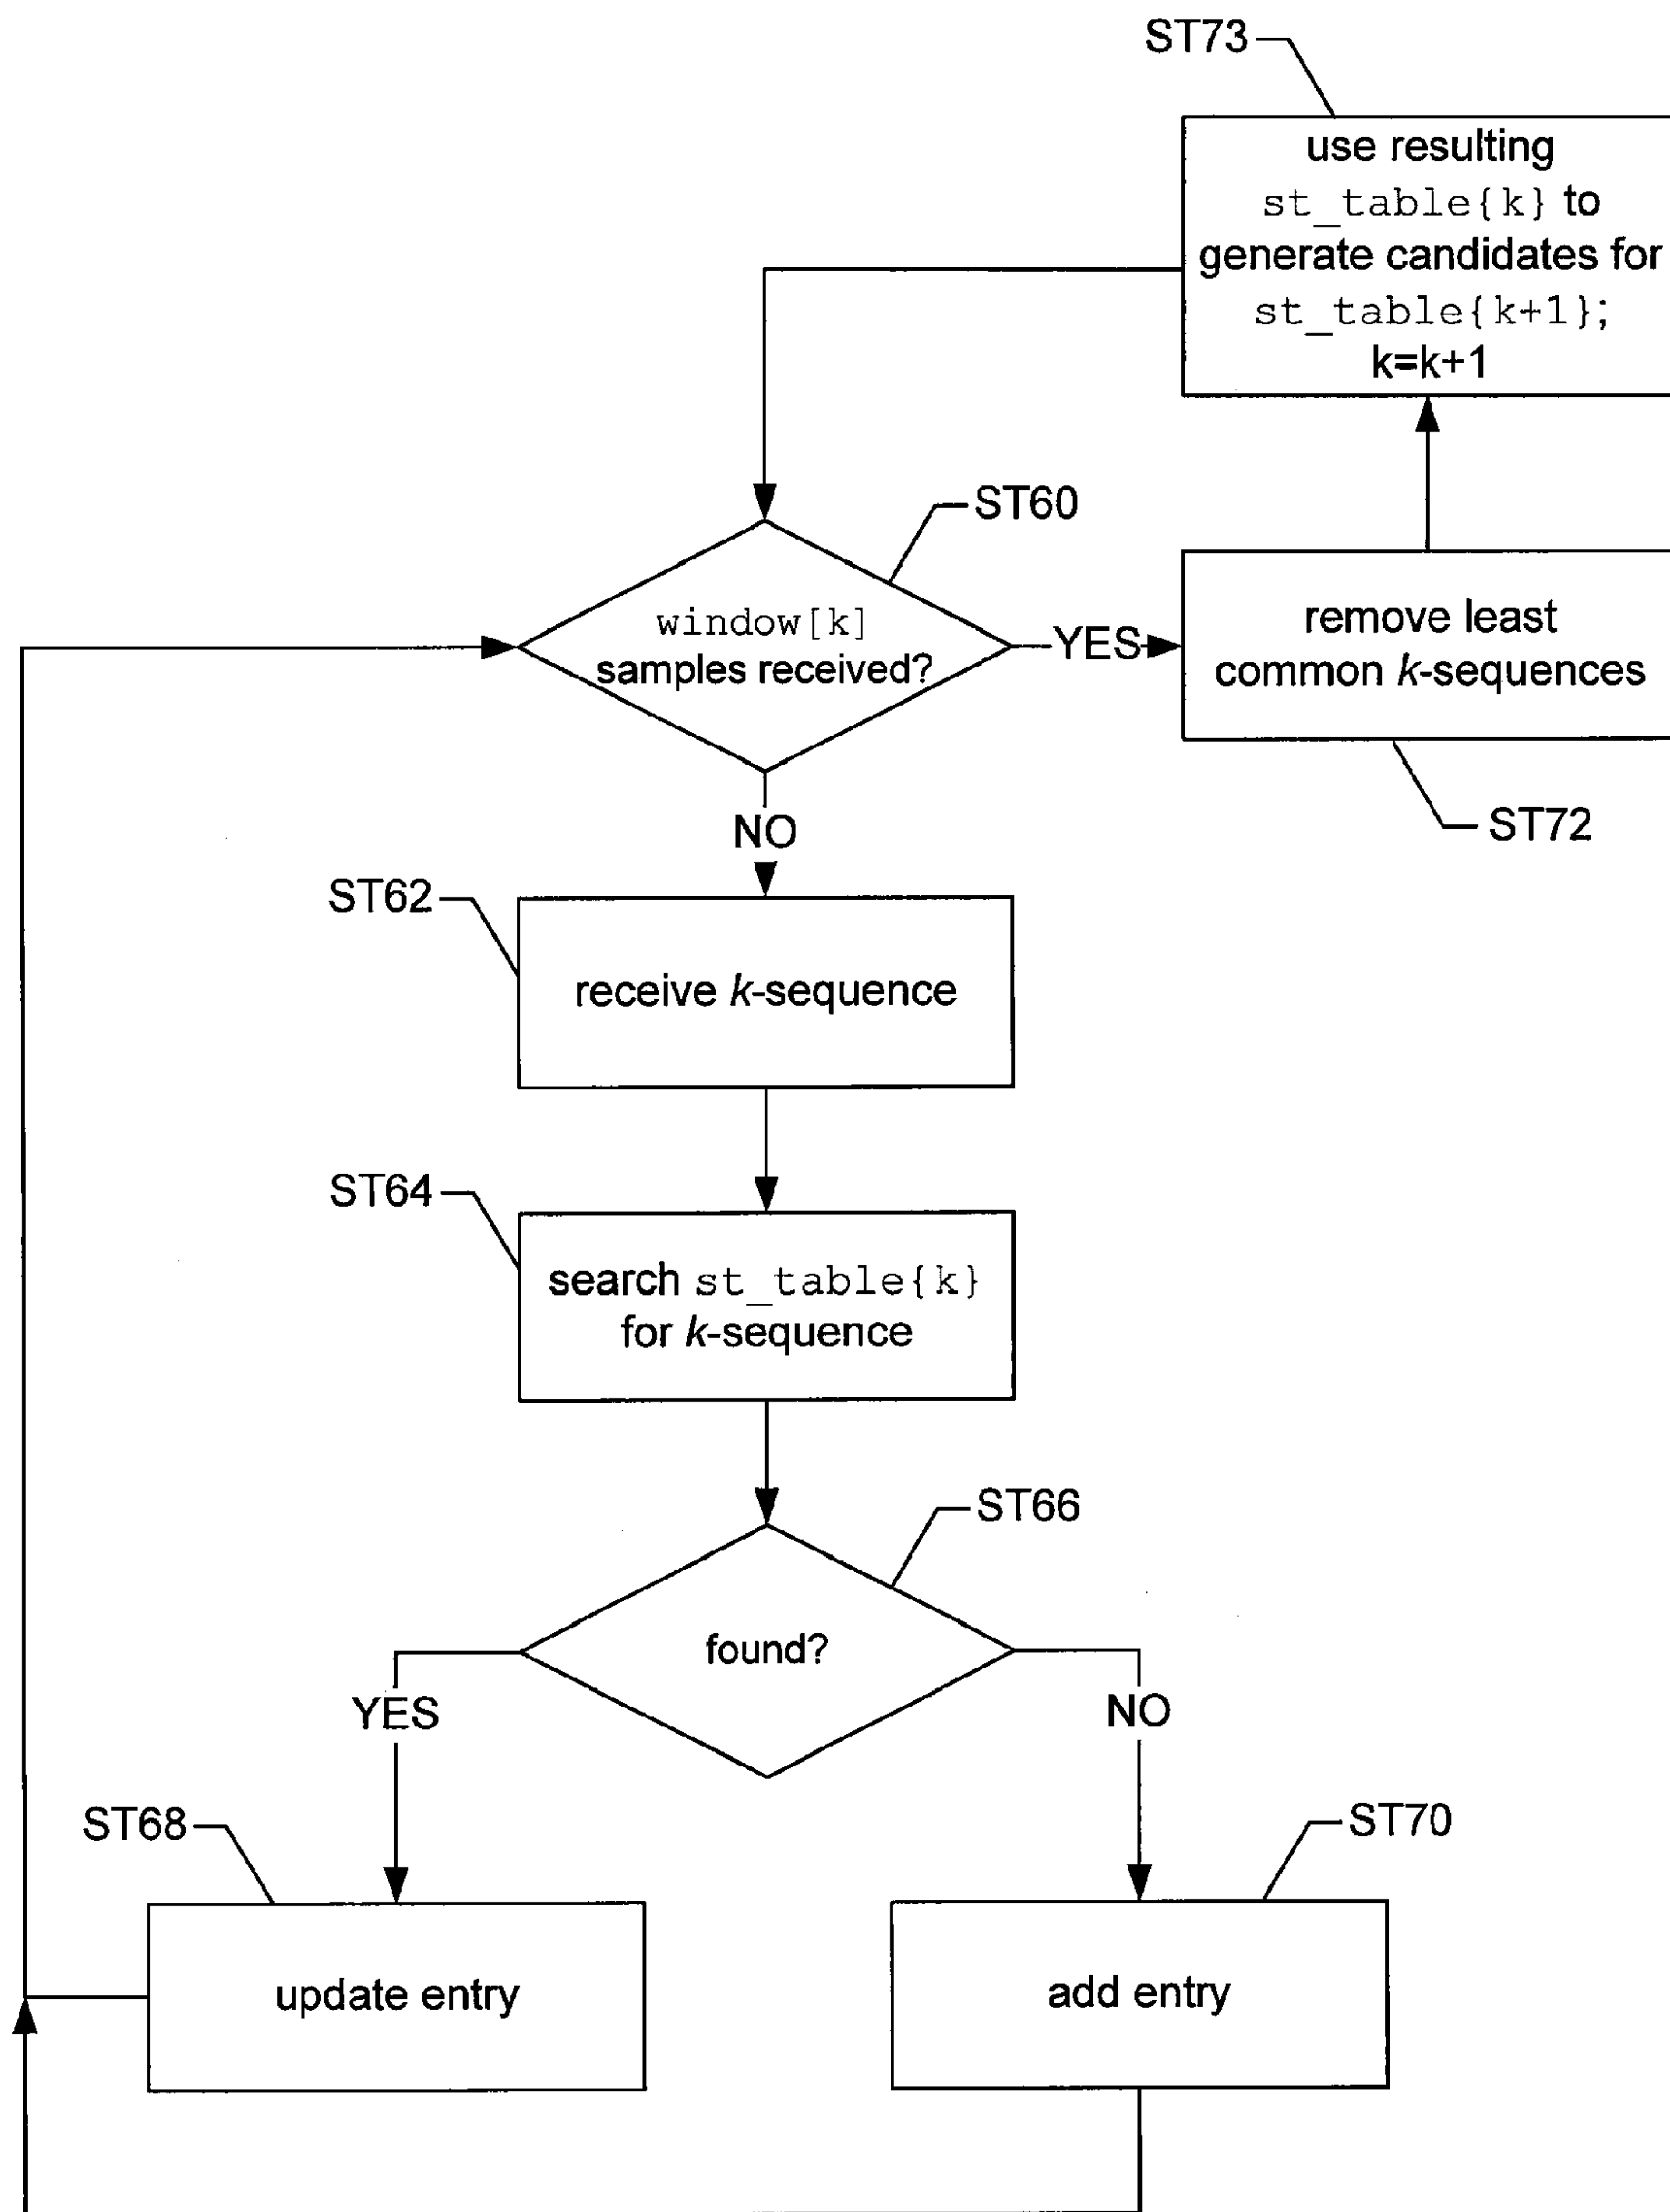 ST73
use resulting
st_table{k} to
generate candidates for
st_table{k+1};
k=k+1
ST60
window[k]
samples received?
YES
remove least
common k-sequences
ST72
NO
ST62
receive k-sequence
ST64
search st_table{k}
for k-sequence
ST66
found?
YES
NO
ST68
ST70
update entry
add entry